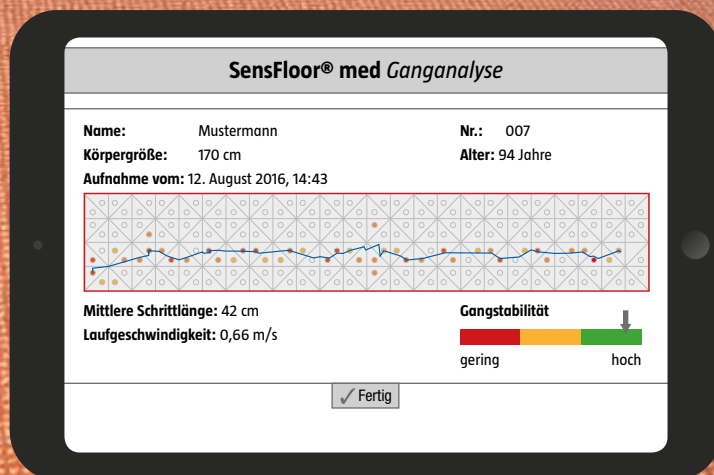 SensFloor® med Ganganalyse
Name: Mustermann Nr.: 007
Körpergröße: 170 cm Alter: 94 Jahre
Aufnahme vom: 12. August 2016, 14:43
Mittlere Schrittlänge: 42 cm Gangstabilität
Laufgeschwindigkeit: 0,66 m/s
gering hoch
Fertig